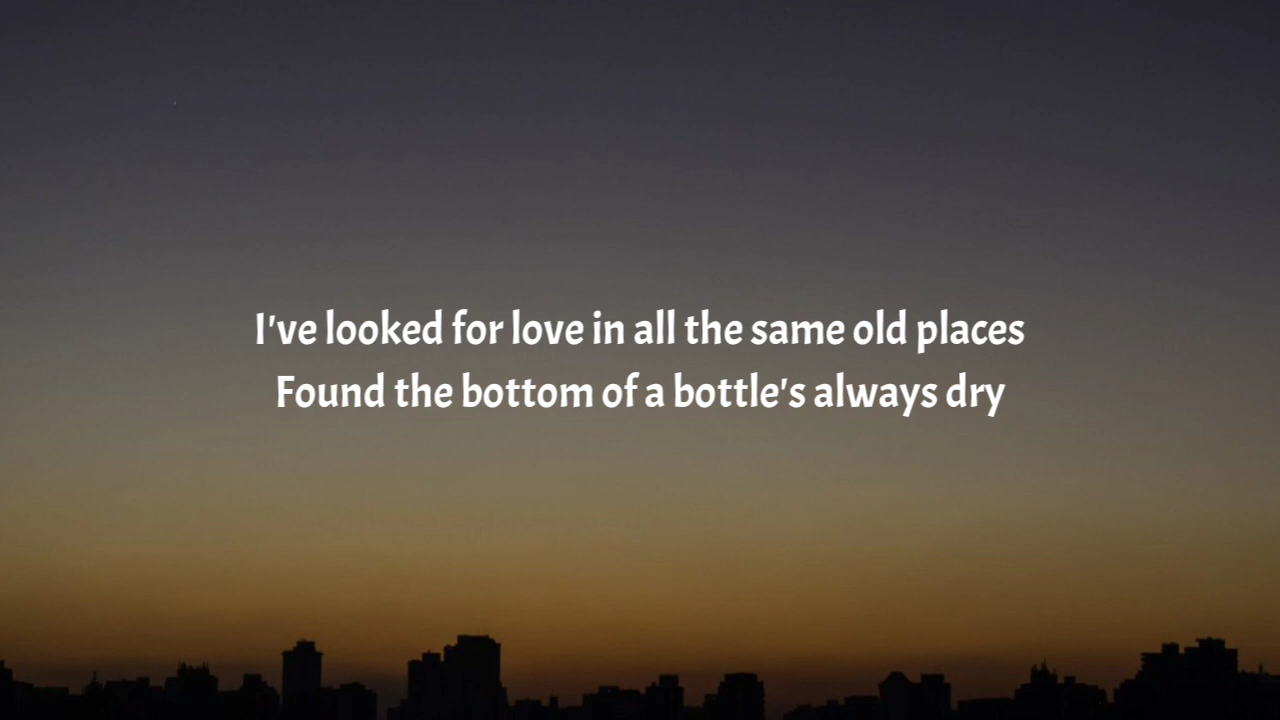 I've looked for love in all the same old places
Found the bottom of a bottle's always dry